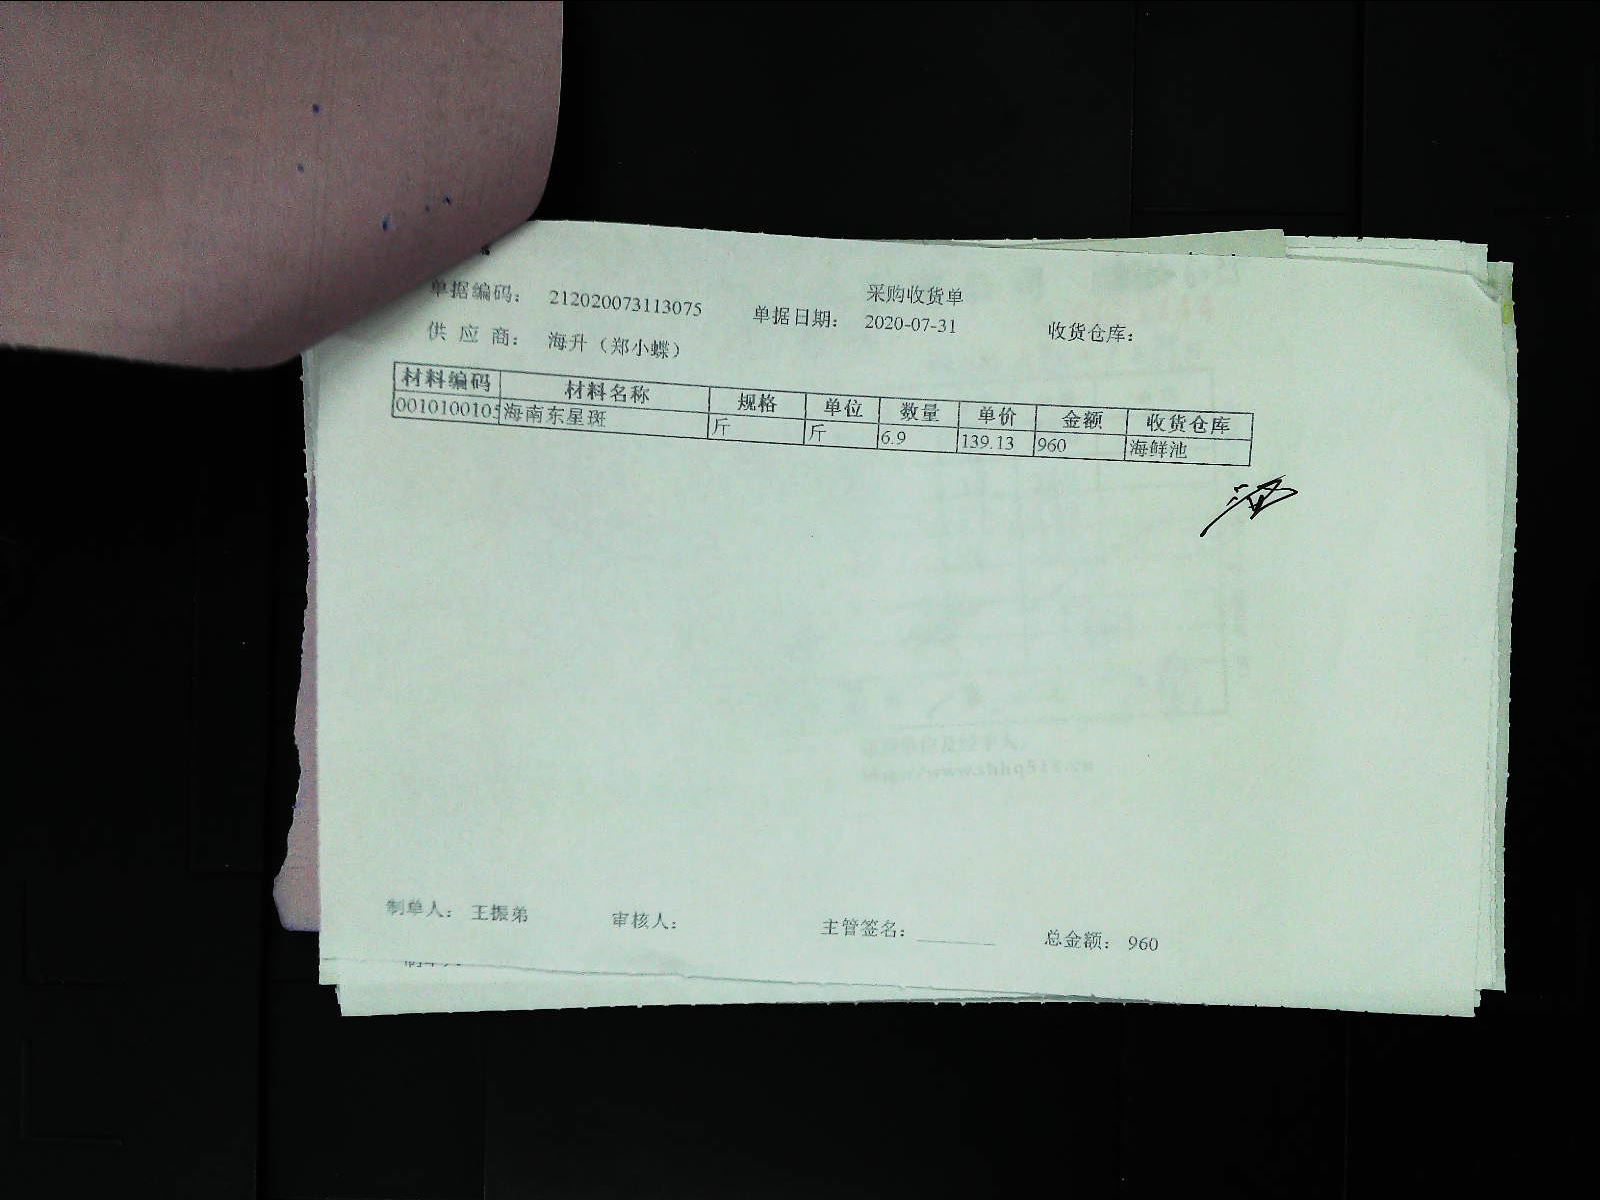 采购收货单
单据编码： 212020073113075 单据日期： 2020-07-31 收货仓库：
供 应 商： 海升（郑小蝶）
材料编码 材料名称 规格 单位 数量 单价 金额 收货仓库
0010100105 海南东星斑 斤 斤 6.9 139.13 960 海鲜池
制单人： 王振弟 审核人： 主管签名： 总金额： 960